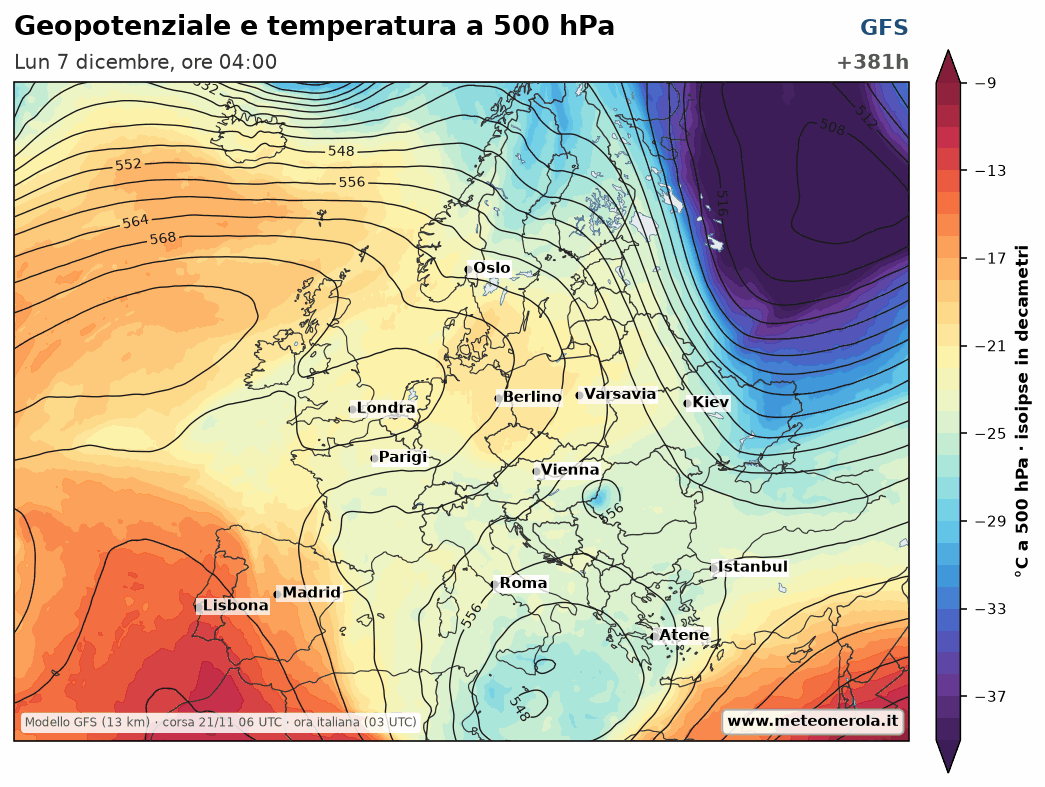 Geopotenziale e temperatura a 500 hPa
GFS
Lun 7 dicembre, ore 04:00
+381h
532
548
552
556
564
568
508
512
516
Oslo
Londra
Berlino
Varsavia
Kiev
Parigi
Vienna
556
Istanbul
Roma
Madrid
Lisbona
556
Atene
548
Modello GFS (13 km) · corsa 21/11 06 UTC · ora italiana (03 UTC)
www.meteonerola.it
−9
−13
−17
−21
−25
−29
−33
−37
°C a 500 hPa · isoipse in decametri